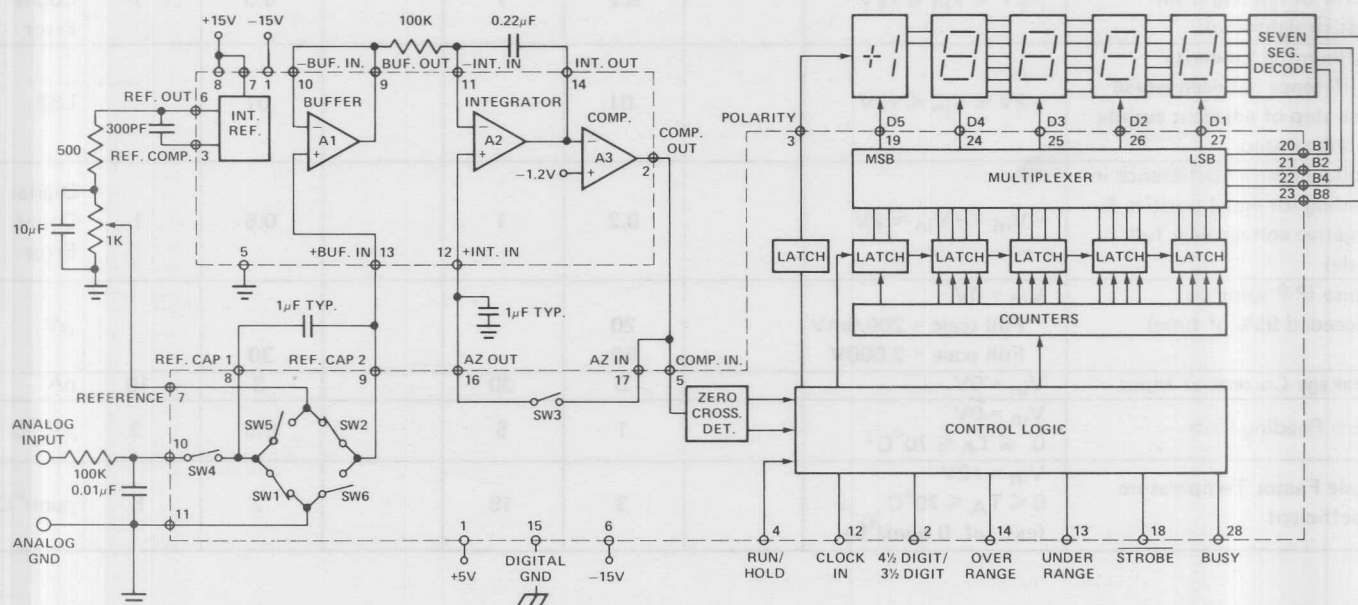 +15V -15V
100K 0.22µF
8 7 1 -BUF. IN. BUF. OUT -INT. IN INT. OUT
10 9 11 14
REF. OUT 6
300PF
REF. COMP. 3
INT. REF.
BUFFER
A1
INTEGRATOR
A2
COMP.
A3
-1.2V
COMP. OUT
2
500
10µF
1K
5
+BUF. IN 13
12 +INT. IN
1µF TYP.
1µF TYP.
REF. CAP 1
8
REF. CAP 2
9
AZ OUT
16
AZ IN
17
COMP. IN.
5
REFERENCE 7
SW3
SW5
SW2
SW1
SW6
ANALOG INPUT
100K
0.01µF
10
SW4
11
ANALOG GND
1
+5V
15
DIGITAL GND
6
-15V
ZERO CROSS. DET.
CONTROL LOGIC
COUNTERS
LATCH LATCH LATCH LATCH LATCH LATCH
MULTIPLEXER
MSB LSB
POLARITY
3
D5
19
D4
24
D3
25
D2
26
D1
27
SEVEN SEG. DECODE
20 B1
21 B2
22 B4
23 B8
4
RUN/HOLD
12
CLOCK IN
2
4½ DIGIT/ 3½ DIGIT
14
OVER RANGE
13
UNDER RANGE
18
STROBE
28
BUSY